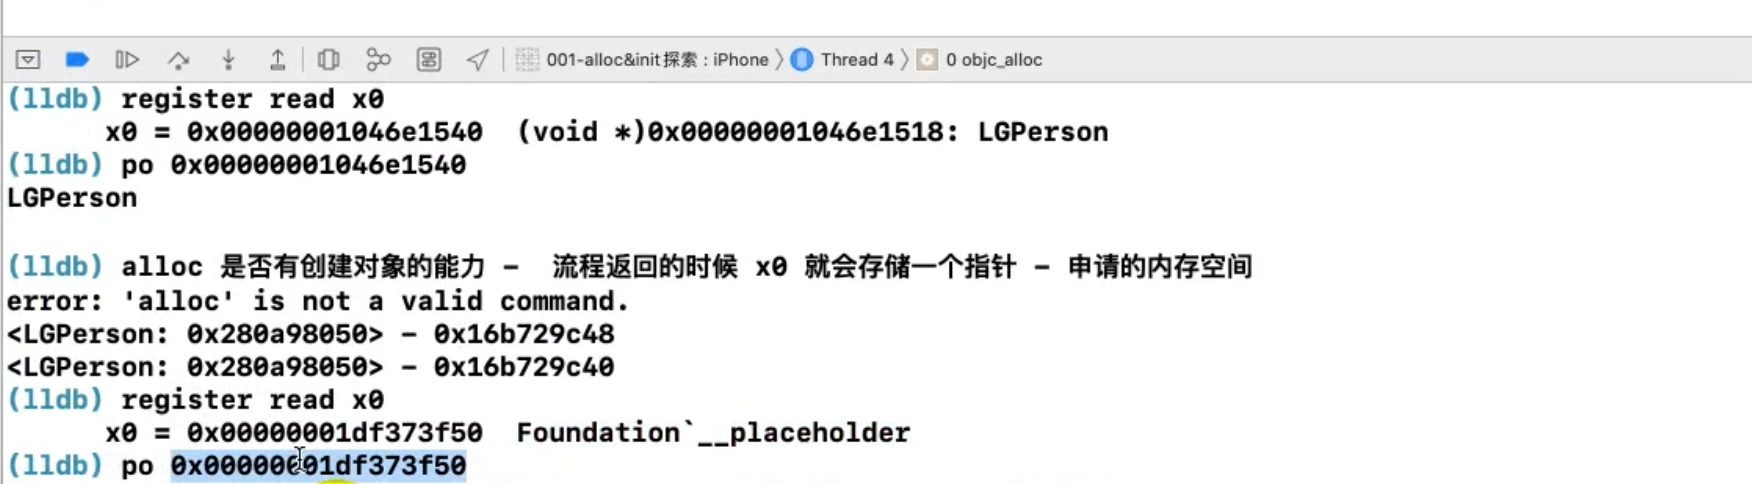 001-alloc&init探索 : iPhone 〉 Thread 4 〉 0 objc_alloc
(lldb) register read x0
x0 = 0x00000001046e1540  (void *)0x00000001046e1518: LGPerson
(lldb) po 0x00000001046e1540
LGPerson
(lldb) alloc 是否有创建对象的能力 –  流程返回的时候 x0 就会存储一个指针 – 申请的内存空间
error: 'alloc' is not a valid command.
<LGPerson: 0x280a98050> – 0x16b729c48
<LGPerson: 0x280a98050> – 0x16b729c40
(lldb) register read x0
x0 = 0x00000001df373f50  Foundation`__placeholder
(lldb) po 0x00000001df373f50